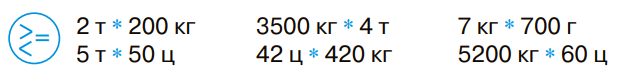 > < =
2 т * 200 кг 3500 кг * 4 т 7 кг * 700 г
5 т * 50 ц 42 ц * 420 кг 5200 кг * 60 ц